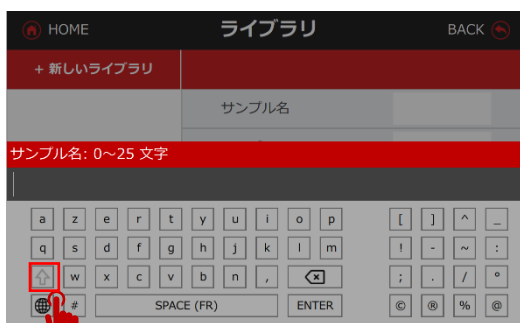 HOME ライブラリ BACK
+ 新しいライブラリ
サンプル名
サンプル名: 0～25 文字
a z e r t y u i o p [ ] ^ _
q s d f g h j k l m ! - ~ :
w x c v b n , ; . / °
# SPACE (FR) ENTER © ® % @